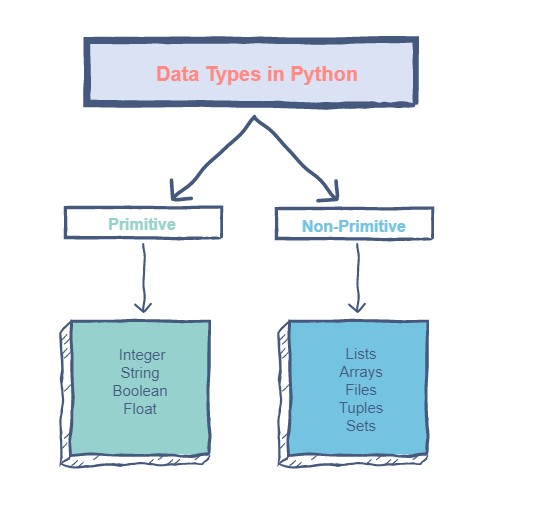 Data Types in Python
Primitive
Non-Primitive
Integer
String
Boolean
Float
Lists
Arrays
Files
Tuples
Sets